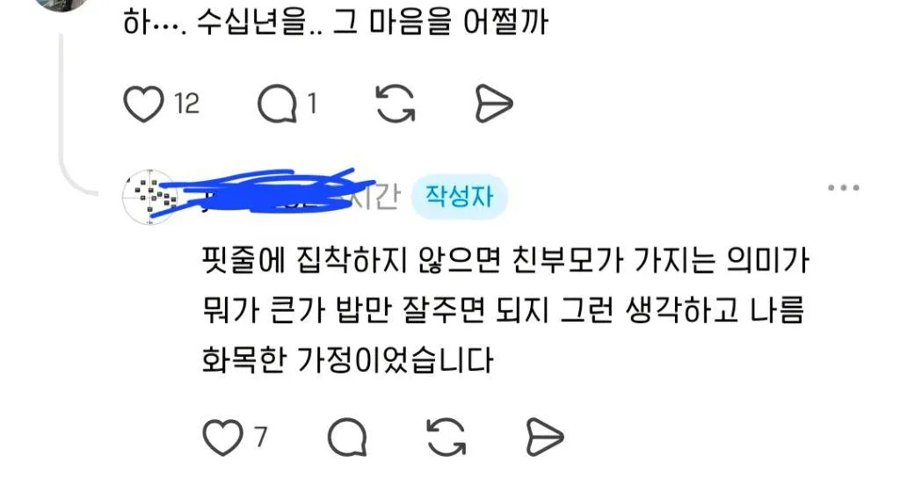 하···. 수십년을.. 그 마음을 어쩔까
12
1
시간 작성자
핏줄에 집착하지 않으면 친부모가 가지는 의미가
뭐가 큰가 밥만 잘주면 되지 그런 생각하고 나름
화목한 가정이었습니다
7